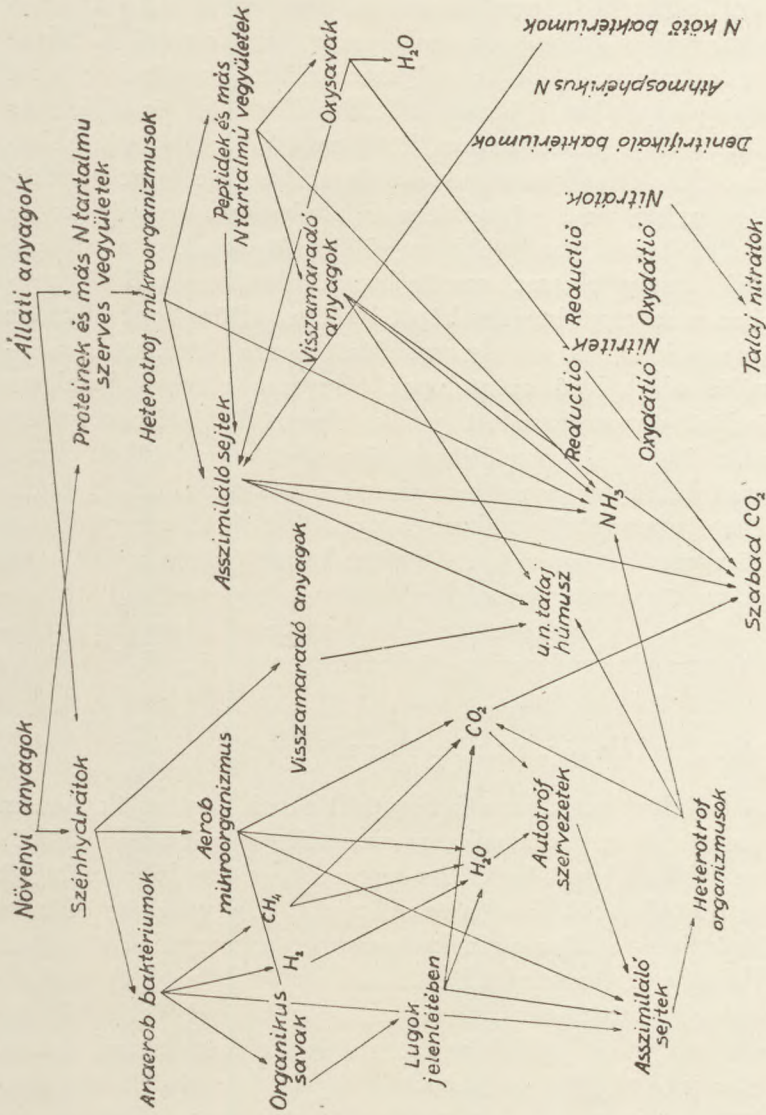 Növényi anyagok
Állati anyagok
Szénhydrátok
Proteinek és más N tartalmu
szerves vegyületek
Anaerob baktériumok
Aerob
mikroorganizmus
Heterotrof mikroorganizmusok
Visszamaradó anyagok
Asszimiláló sejtek
Peptidek és más
N tartalmú vegyületek
Organikus
savak
H₂
CH₄
Visszamaradó
anyagok
Oxysavak
H₂O
Lugok
jelenlétében
H₂O
CO₂
u.n. talaj
húmusz
Autotróf
szervezetek
NH₃
Reductió
Nitritek
Oxydátió
Reductió
Nitrátok.
Oxydátió
Denitrifikáló baktériumok
Athmosphérikus N
N kötő baktériumok
Asszimiláló
sejtek
Heterotrof
organizmusok
Szabad CO₂
Talaj nitrátok